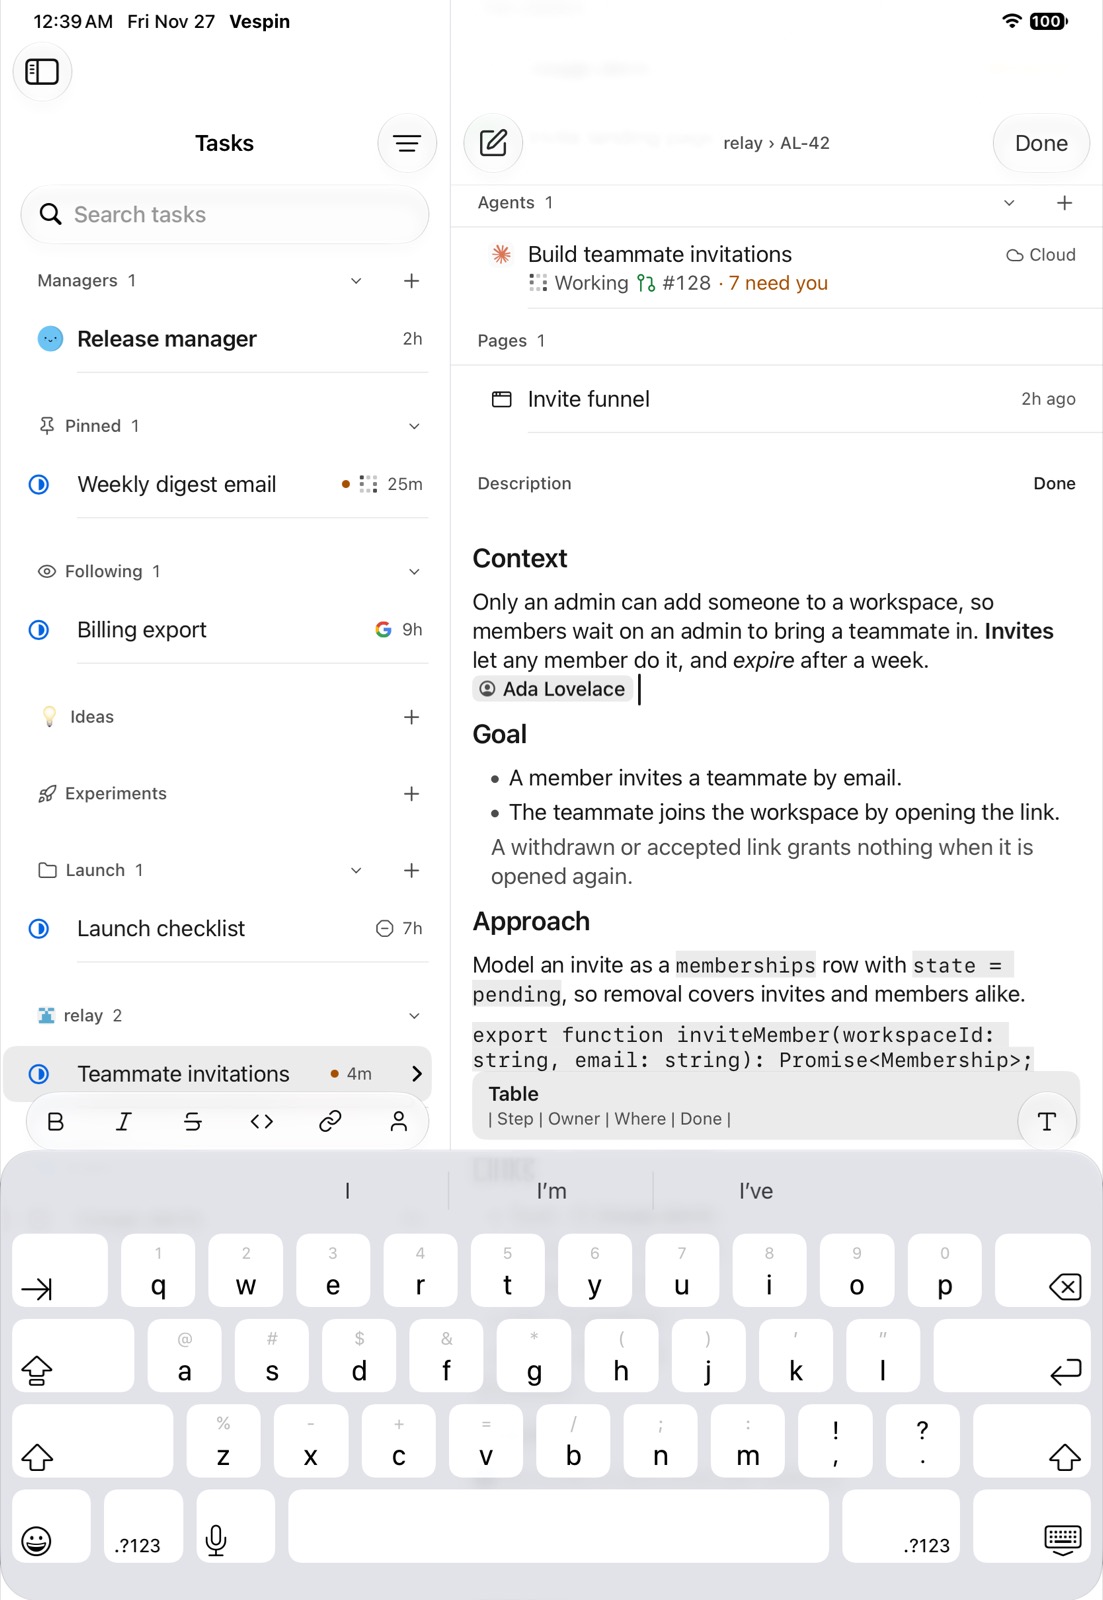 12:39 AM Fri Nov 27 Vespin
100
Tasks
Search tasks
Managers 1
Release manager 2h
Pinned 1
Weekly digest email 25m
Following 1
Billing export 9h
Ideas
Experiments
Launch 1
Launch checklist 7h
relay 2
Teammate invitations 4m
B I S
relay › AL-42
Done
Agents 1
Build teammate invitations Cloud
Working #128 · 7 need you
Pages 1
Invite funnel 2h ago
Description Done
Context
Only an admin can add someone to a workspace, so
members wait on an admin to bring a teammate in. Invites
let any member do it, and expire after a week.
Ada Lovelace
Goal
• A member invites a teammate by email.
• The teammate joins the workspace by opening the link.
A withdrawn or accepted link grants nothing when it is
opened again.
Approach
Model an invite as a memberships row with state =
pending, so removal covers invites and members alike.
export function inviteMember(workspaceId:
string, email: string): Promise<Membership>;
Table
| Step | Owner | Where | Done |
T
I I'm I've
1 2 3 4 5 6 7 8 9 0
q w e r t y u i o p
@ # $ & * ( ) ' "
a s d f g h j k l
% - + = / ; : ! ?
z x c v b n m , .
.?123 .?123